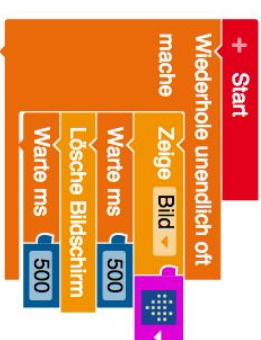 + Start
Wiederhole unendlich oft
mache
Zeige Bild
Warte ms 500
Lösche Bildschirm
Warte ms 500